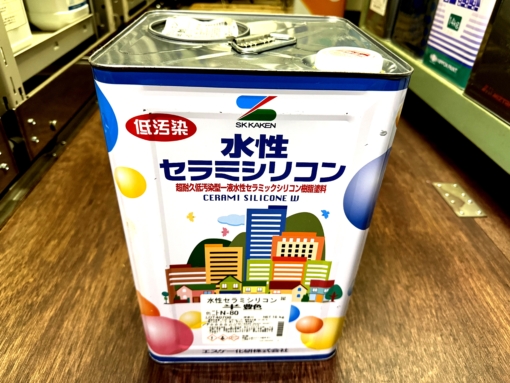 SK KAKEN
低汚染
水性
セラミシリコン
超耐久低汚染型一液水性セラミックシリコン樹脂塗料
CERAMI SILICONE W
水性セラミシリコン W
半艶
N-80
エスケー化研株式会社